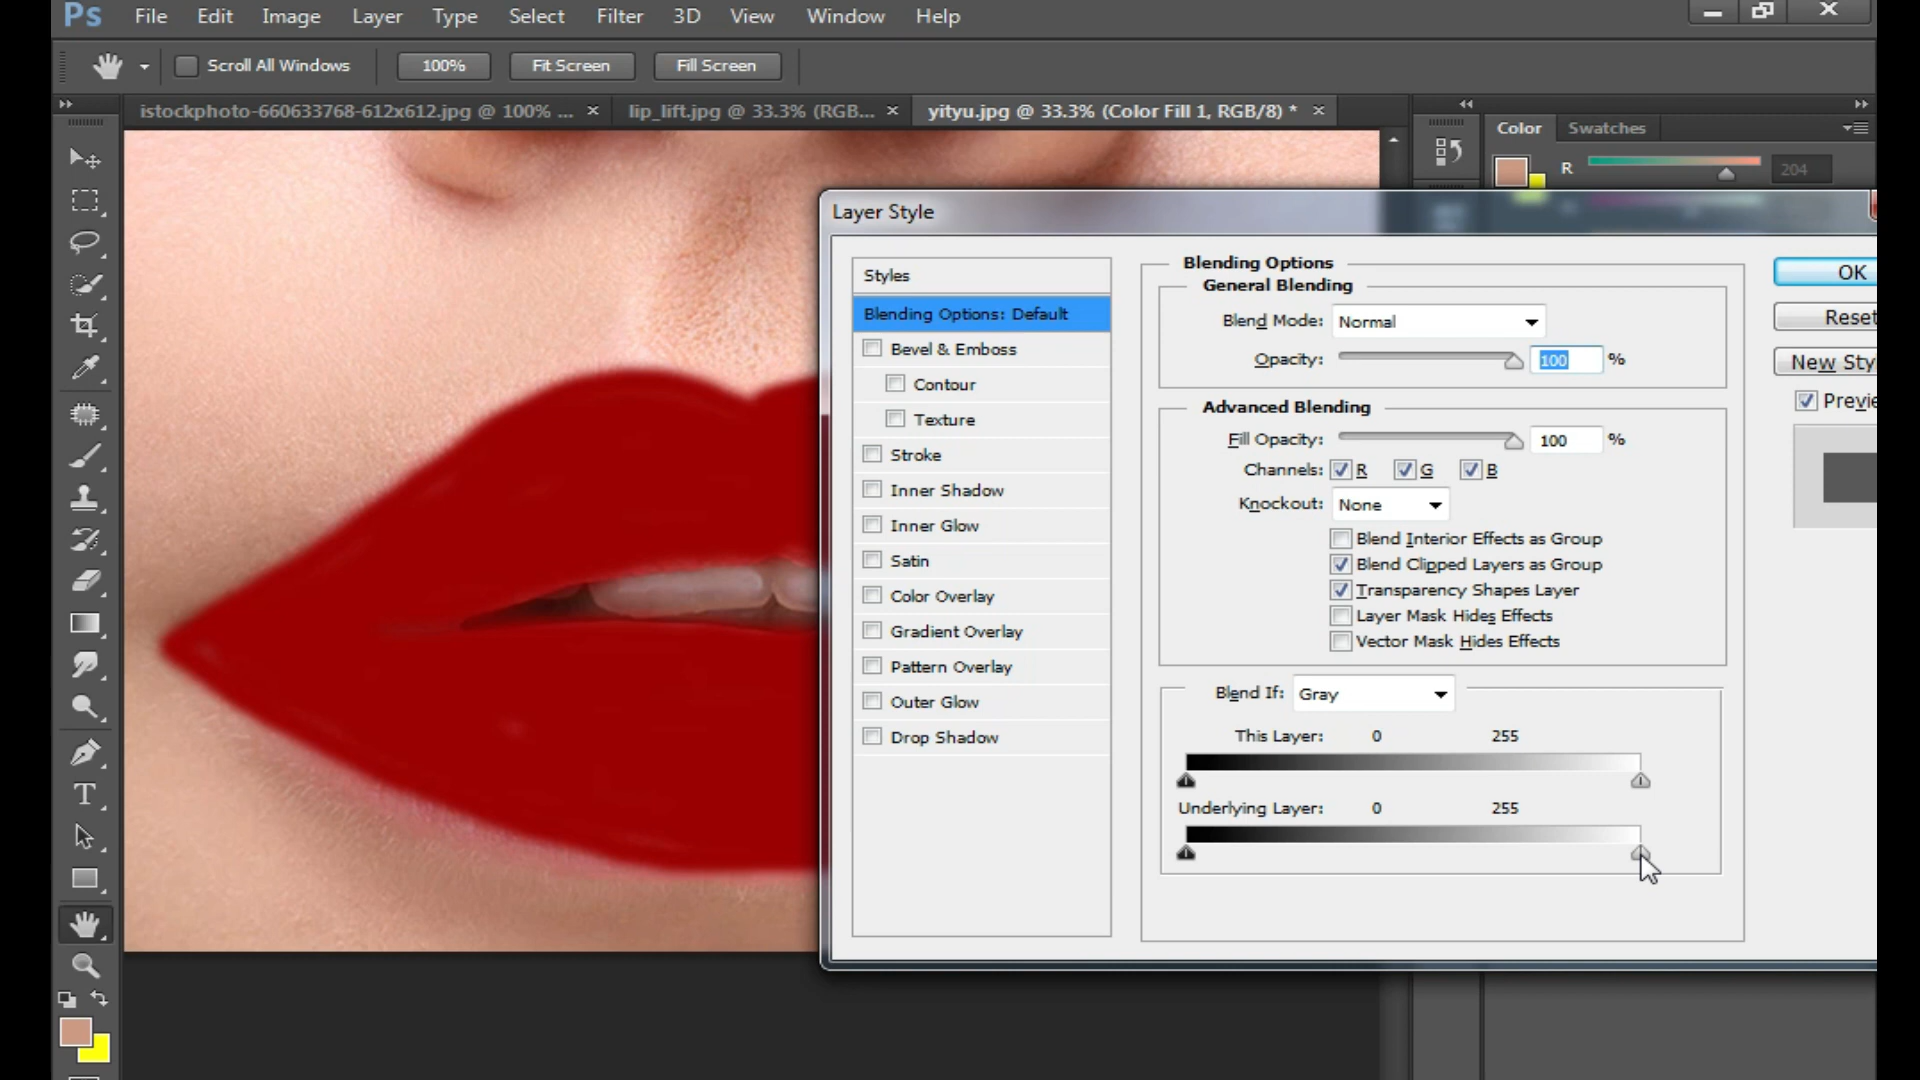 Ps File Edit Image Layer Type Select Filter 3D View Window Help
Scroll All Windows 100% Fit Screen Fill Screen
istockphoto-660633768-612x612.jpg @ 100% ... × lip_lift.jpg @ 33.3% (RGB... × yityu.jpg @ 33.3% (Color Fill 1, RGB/8) * ×
Color Swatches
R 204
Layer Style
Styles
Blending Options: Default
Bevel & Emboss
Contour
Texture
Stroke
Inner Shadow
Inner Glow
Satin
Color Overlay
Gradient Overlay
Pattern Overlay
Outer Glow
Drop Shadow
Blending Options
General Blending
Blend Mode: Normal
Opacity: 100 %
Advanced Blending
Fill Opacity: 100 %
Channels: R G B
Knockout: None
Blend Interior Effects as Group
Blend Clipped Layers as Group
Transparency Shapes Layer
Layer Mask Hides Effects
Vector Mask Hides Effects
Blend If: Gray
This Layer: 0 255
Underlying Layer: 0 255
OK
Reset
New Sty
Previe